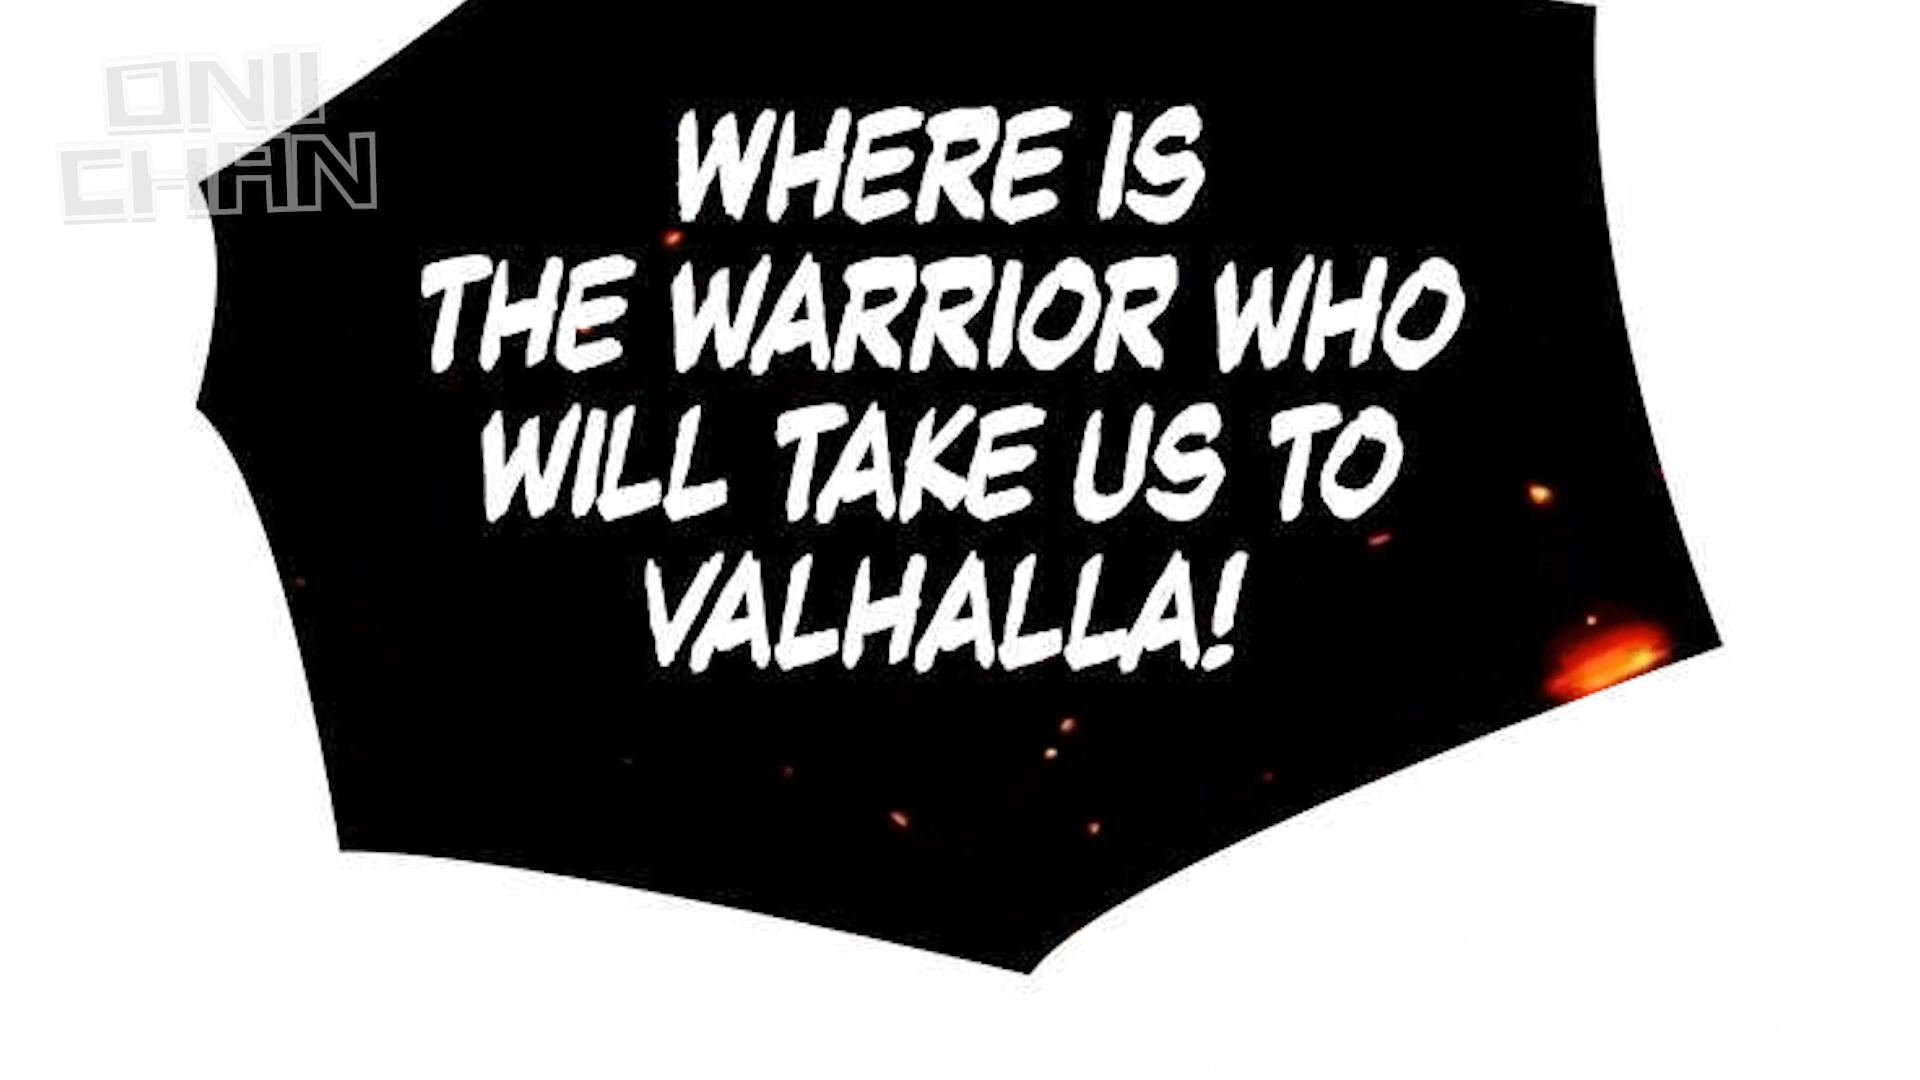 ONII
CHAN
WHERE IS
THE WARRIOR WHO
WILL TAKE US TO
VALHALLA!